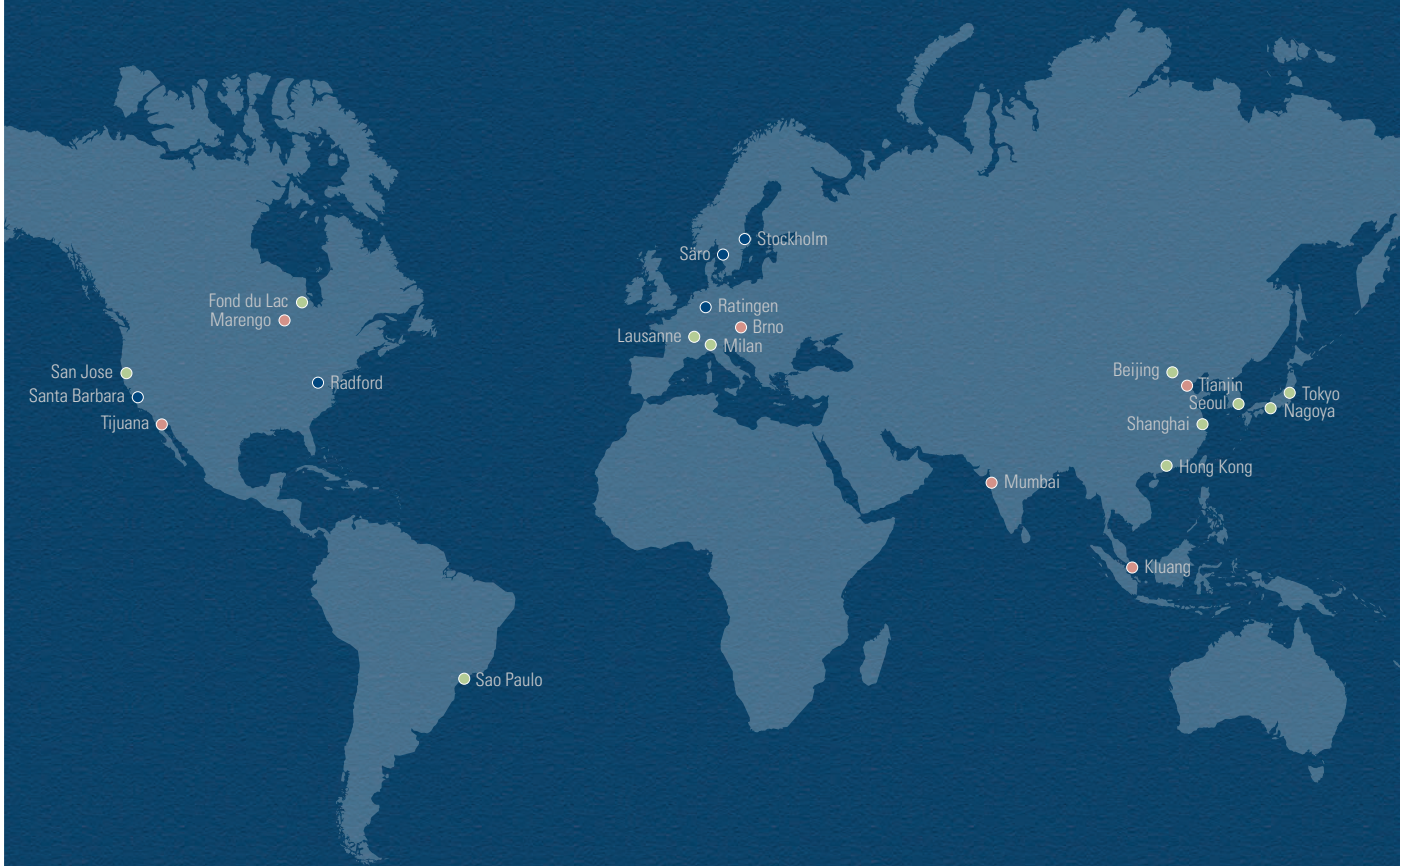 Stockholm
Säro
Fond du Lac
Ratingen
Marengo
Brno
Lausanne
Milan
San Jose
Beijing
Radford
Tianjin
Santa Barbara
Tokyo
Seoul
Nagoya
Tijuana
Shanghai
Hong Kong
Mumbai
Kluang
Sao Paulo